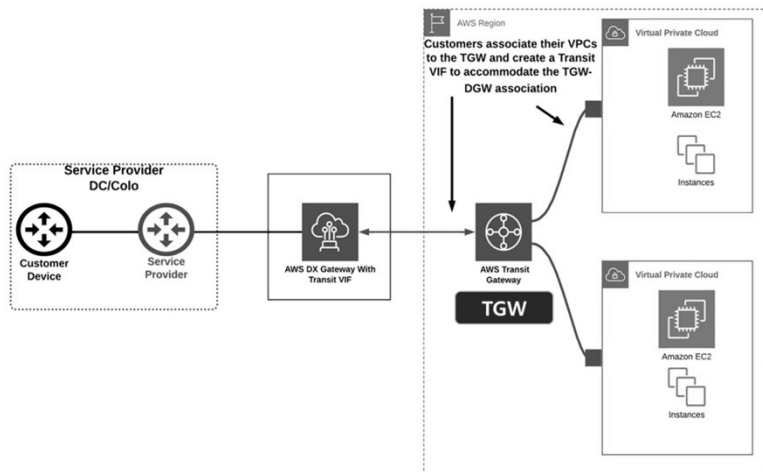 AWS Region
Customers associate their VPCs
to the TGW and create a Transit
VIF to accommodate the TGW-
DGW association
Virtual Private Cloud
Amazon EC2
Instances
Service Provider
DC/Colo
Customer
Device
Service
Provider
AWS DX Gateway With
Transit VIF
AWS Transit
Gateway
TGW
Virtual Private Cloud
Amazon EC2
Instances